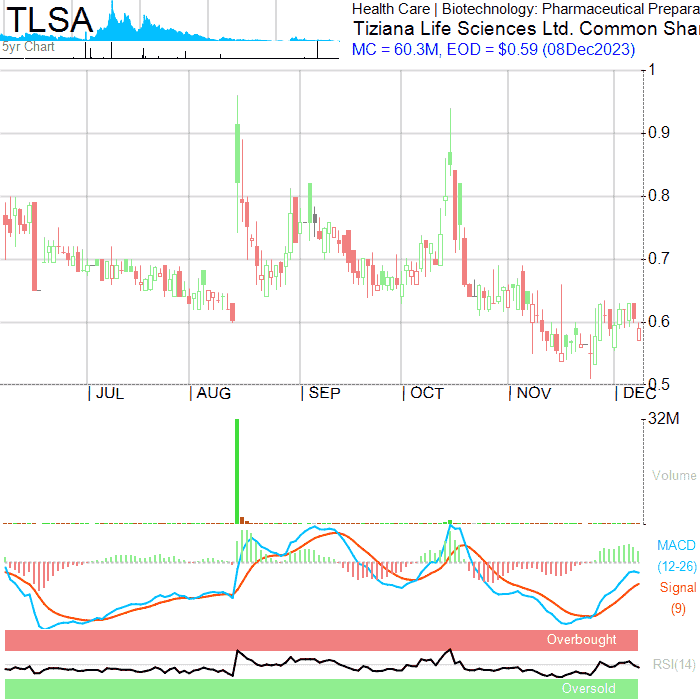 TLSA
5yr Chart
Health Care | Biotechnology: Pharmaceutical Prepara
Tiziana Life Sciences Ltd. Common Shar
MC = 60.3M, EOD = $0.59 (08Dec2023)
1
0.9
0.8
0.7
0.6
0.5
JUL AUG SEP OCT NOV DEC
32M
Volume
MACD
(12-26)
Signal
(9)
Overbought
RSI(14)
Oversold